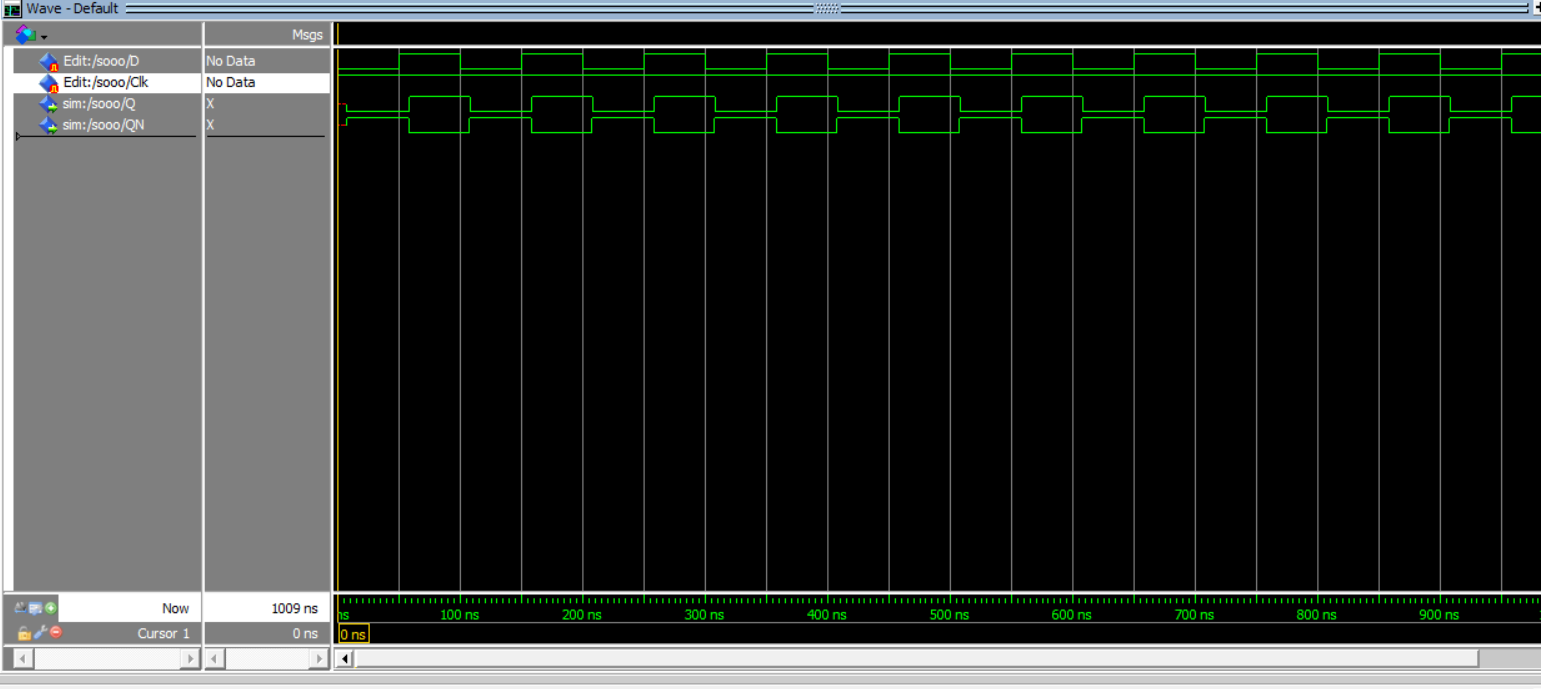 Wave - Default
Msgs
Edit:/sooo/D No Data
Edit:/sooo/Clk No Data
sim:/sooo/Q X
sim:/sooo/QN X
Now 1009 ns
ns 100 ns 200 ns 300 ns 400 ns 500 ns 600 ns 700 ns 800 ns 900 ns
Cursor 1 0 ns 0 ns